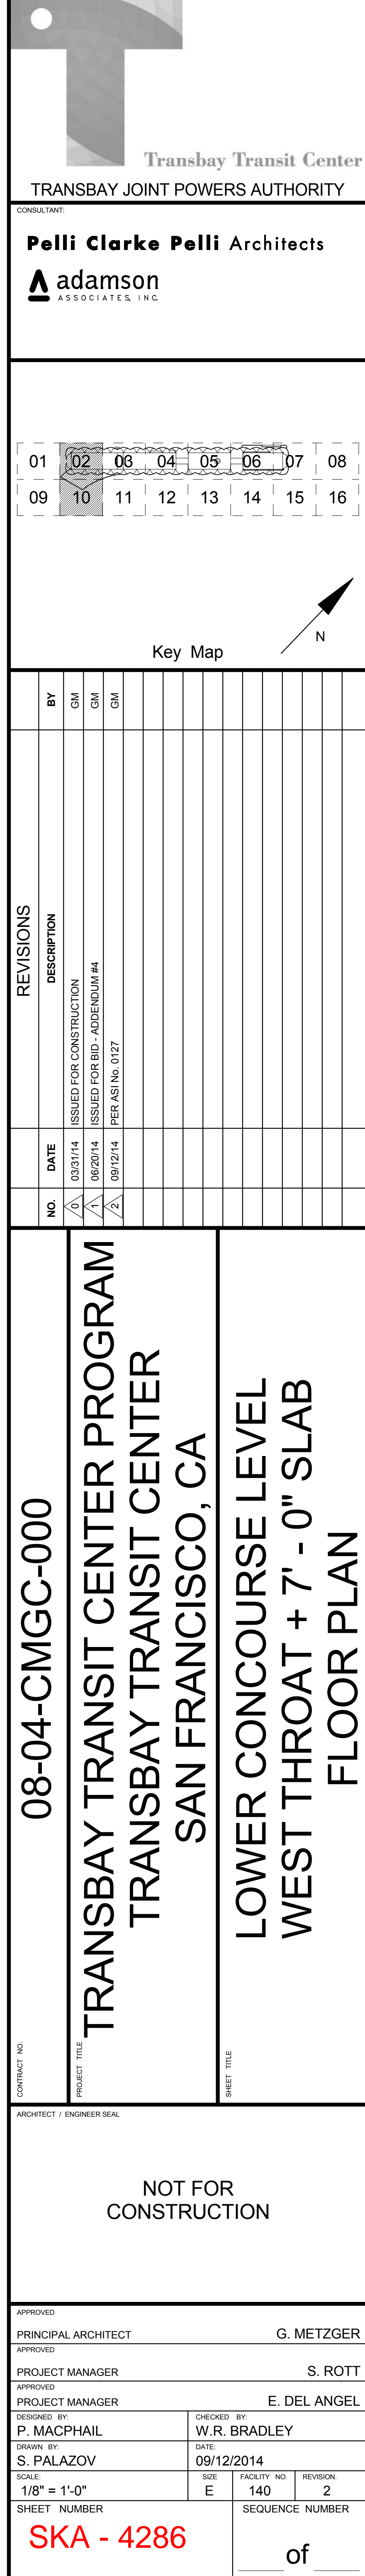 Transbay Transit Center
TRANSBAY JOINT POWERS AUTHORITY
CONSULTANT:
Pelli Clarke Pelli Architects
adamson
ASSOCIATES, INC.
01 02 03 04 05 06 07 08
09 10 11 12 13 14 15 16
N
Key Map
REVISIONS
NO. DATE DESCRIPTION BY
0 03/31/14 ISSUED FOR CONSTRUCTION GM
1 06/20/14 ISSUED FOR BID - ADDENDUM #4 GM
2 09/12/14 PER ASI No. 0127 GM
CONTRACT NO.
08-04-CMGC-000
PROJECT TITLE
TRANSBAY TRANSIT CENTER PROGRAM
TRANSBAY TRANSIT CENTER
SAN FRANCISCO, CA
SHEET TITLE
LOWER CONCOURSE LEVEL
WEST THROAT + 7' - 0" SLAB
FLOOR PLAN
ARCHITECT / ENGINEER SEAL
NOT FOR
CONSTRUCTION
APPROVED
PRINCIPAL ARCHITECT G. METZGER
APPROVED
PROJECT MANAGER S. ROTT
APPROVED
PROJECT MANAGER E. DEL ANGEL
DESIGNED BY: CHECKED BY:
P. MACPHAIL W.R. BRADLEY
DRAWN BY: DATE:
S. PALAZOV 09/12/2014
SCALE: SIZE FACILITY NO. REVISION.
1/8" = 1'-0" E 140 2
SHEET NUMBER SEQUENCE NUMBER
SKA - 4286
of